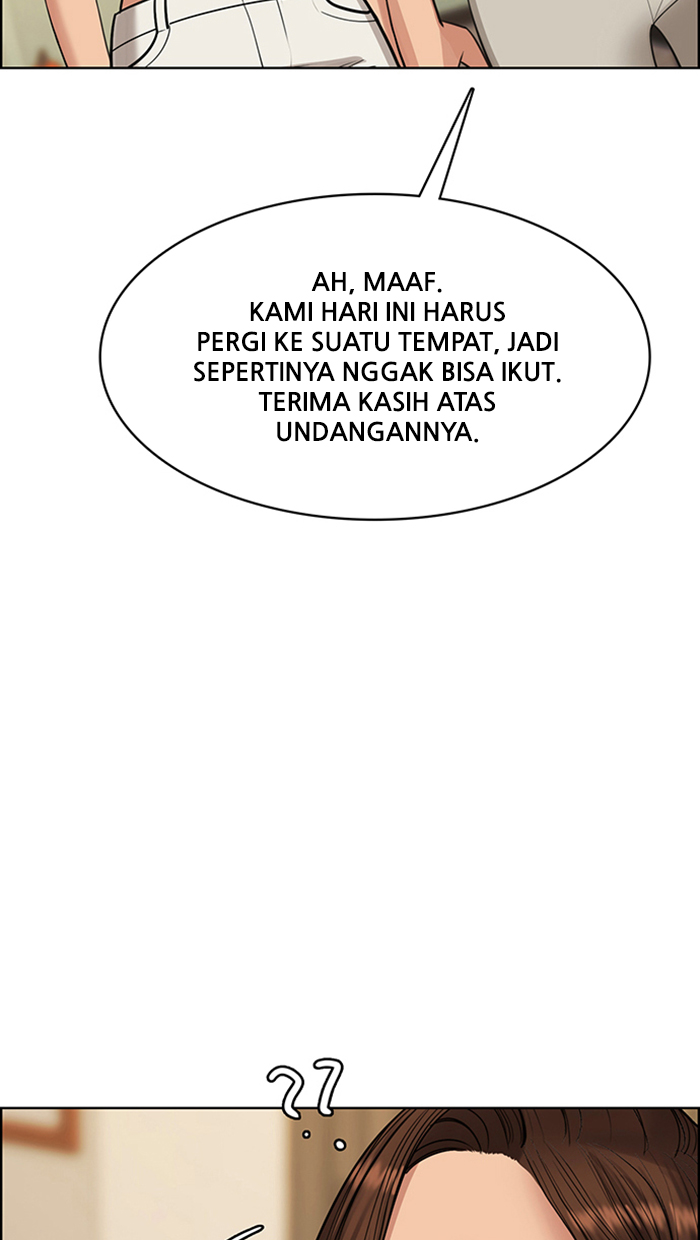 AH, MAAF.
KAMI HARI INI HARUS
PERGI KE SUATU TEMPAT, JADI
SEPERTINYA NGGAK BISA IKUT.
TERIMA KASIH ATAS
UNDANGANNYA.
??